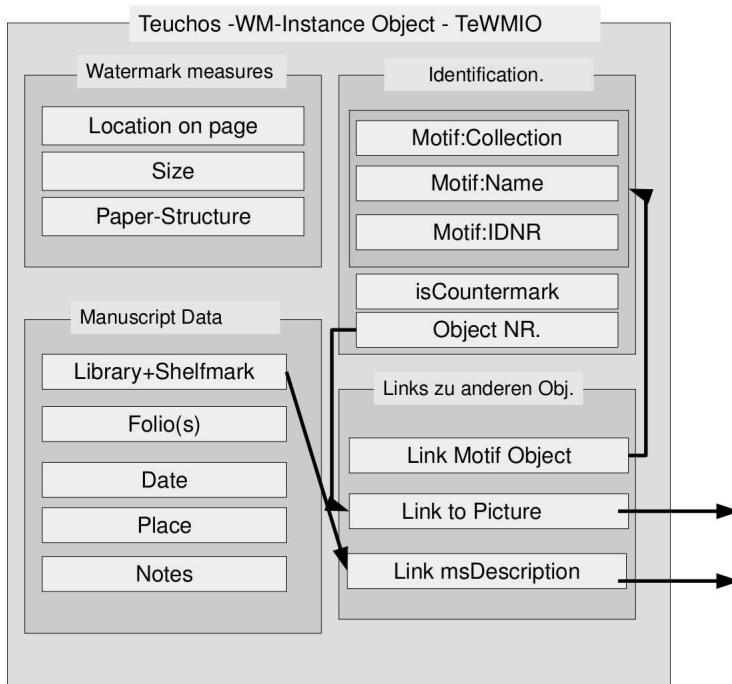 Teuchos -WM-Instance Object - TeWMIO
Watermark measures
Location on page
Size
Paper-Structure
Identification.
Motif:Collection
Motif:Name
Motif:IDNR
isCountermark
Object NR.
Manuscript Data
Library+Shelfmark
Folio(s)
Date
Place
Notes
Links zu anderen Obj.
Link Motif Object
Link to Picture
Link msDescription